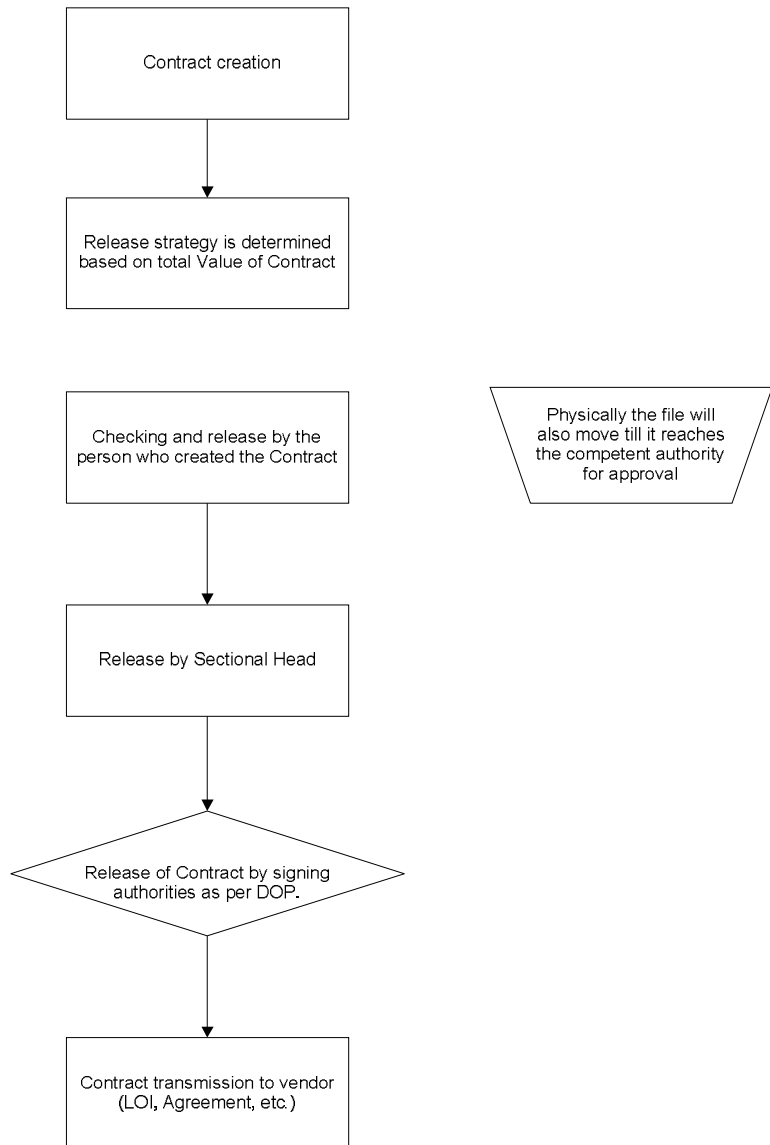 Contract creation
Release strategy is determined
based on total Value of Contract
Checking and release by the
person who created the Contract
Physically the file will
also move till it reaches
the competent authority
for approval
Release by Sectional Head
Release of Contract by signing
authorities as per DOP.
Contract transmission to vendor
(LOI, Agreement, etc.)